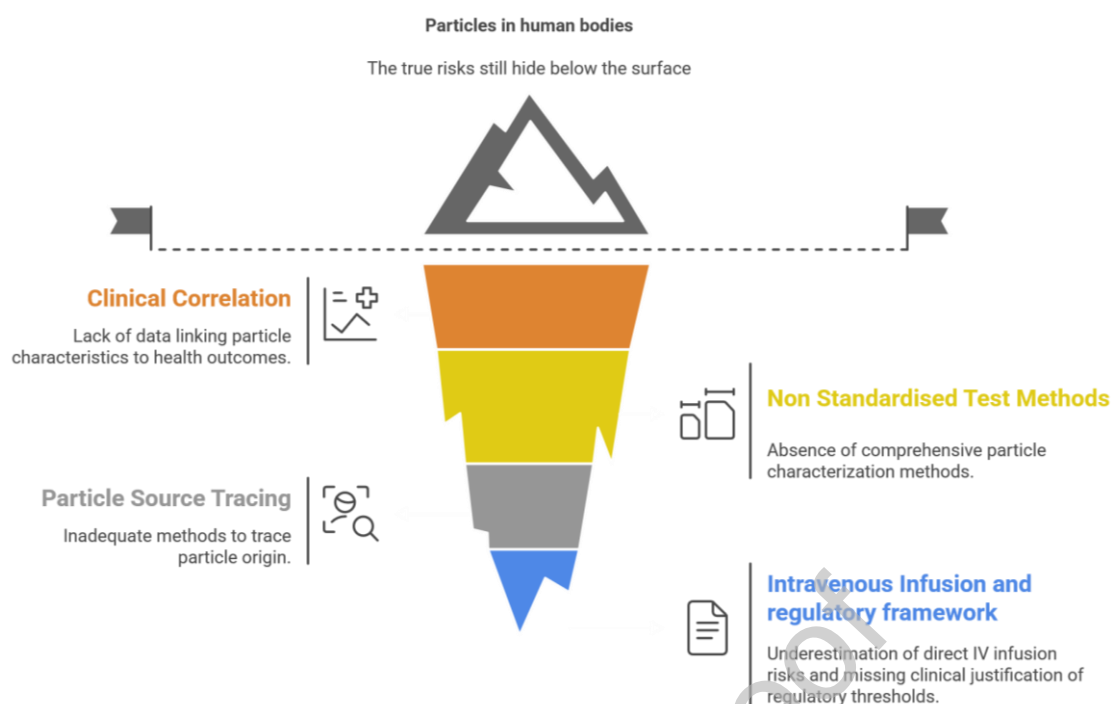 Particles in human bodies
The true risks still hide below the surface
Clinical Correlation
Lack of data linking particle
characteristics to health outcomes.
Non Standardised Test Methods
Absence of comprehensive particle
characterization methods.
Particle Source Tracing
Inadequate methods to trace
particle origin.
Intravenous Infusion and
regulatory framework
Underestimation of direct IV infusion
risks and missing clinical justification of
regulatory thresholds.